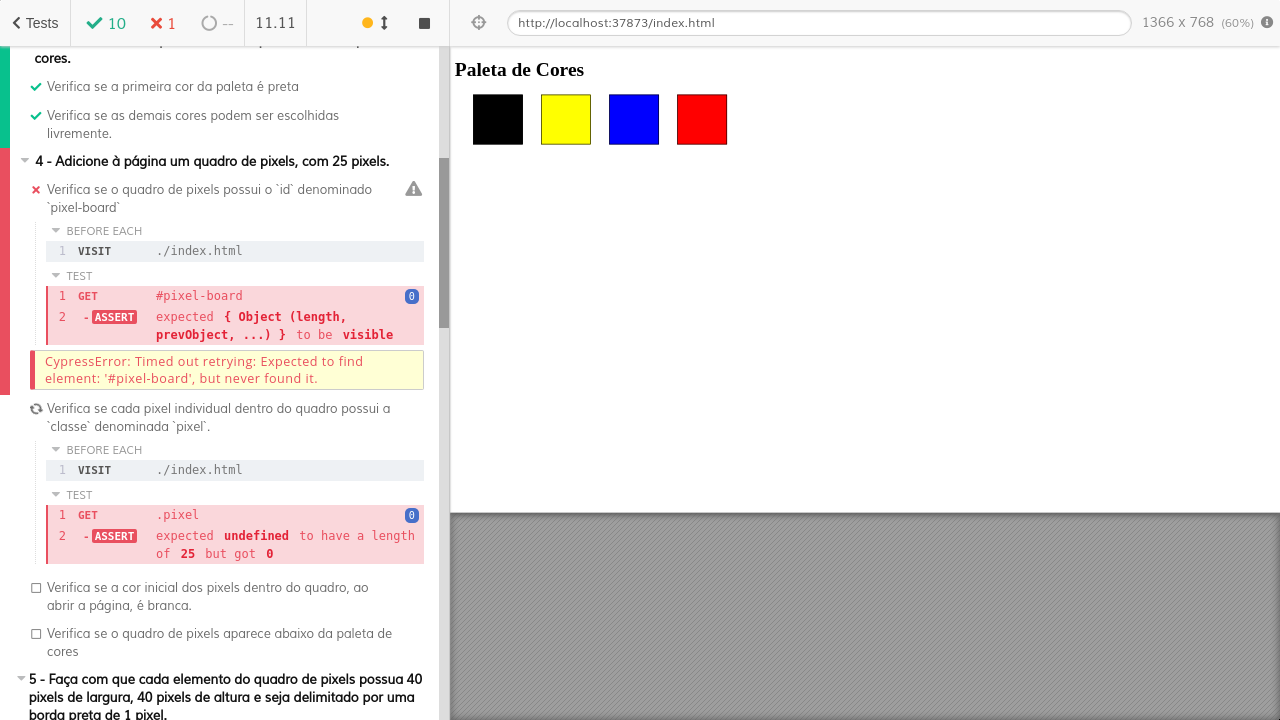 Tests 10 1 -- 11.11 http://localhost:37873/index.html 1366 x 768 (60%)
cores.
Verifica se a primeira cor da paleta é preta
Verifica se as demais cores podem ser escolhidas
livremente.
4 - Adicione à página um quadro de pixels, com 25 pixels.
Verifica se o quadro de pixels possui o `id` denominado
`pixel-board`
BEFORE EACH
1 VISIT ./index.html
TEST
1 GET #pixel-board 0
2 -ASSERT expected { Object (length,
prevObject, ...) } to be visible
CypressError: Timed out retrying: Expected to find
element: '#pixel-board', but never found it.
Verifica se cada pixel individual dentro do quadro possui a
`classe` denominada `pixel`.
BEFORE EACH
1 VISIT ./index.html
TEST
1 GET .pixel 0
2 -ASSERT expected undefined to have a length
of 25 but got 0
Verifica se a cor inicial dos pixels dentro do quadro, ao
abrir a página, é branca.
Verifica se o quadro de pixels aparece abaixo da paleta de
cores
5 - Faça com que cada elemento do quadro de pixels possua 40
pixels de largura, 40 pixels de altura e seja delimitado por uma
borda preta de 1 pixel.
Paleta de Cores